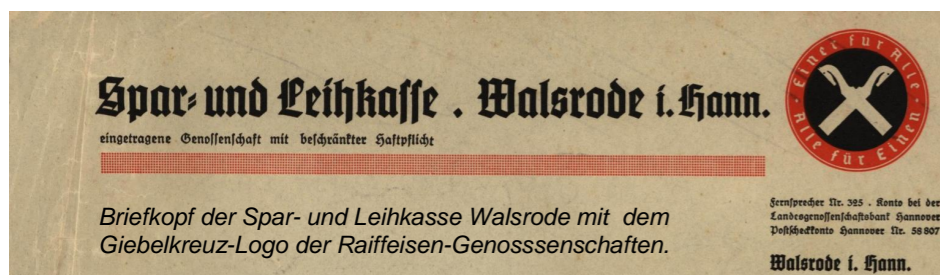 Spar- und Leihkasse . Walsrode i. Hann.
eingetragene Genossenschaft mit beschränkter Haftpflicht
Einer für Alle
Alle für Einen
Briefkopf der Spar- und Leihkasse Walsrode mit dem
Giebelkreuz-Logo der Raiffeisen-Genosssenschaften.
Fernsprecher Nr. 325 . Konto bei der
Landesgenossenschaftsbank Hannover
Postscheckkonto Hannover Nr. 58 807
Walsrode i. Hann.